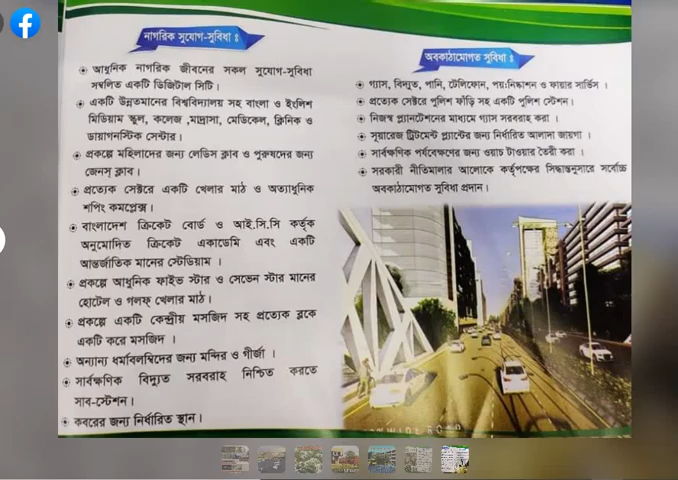 নাগরিক সুযোগ-সুবিধা ঃ
আধুনিক নাগরিক জীবনের সকল সুযোগ-সুবিধা
সম্বলিত একটি ডিজিটাল সিটি।
একটি উন্নতমানের বিশ্ববিদ্যালয় সহ বাংলা ও ইংলিশ
মিডিয়াম স্কুল, কলেজ ,মাদ্রাসা, মেডিকেল, ক্লিনিক ও
ডায়াগনস্টিক সেন্টার।
প্রকল্পে মহিলাদের জন্য লেডিস ক্লাব ও পুরুষদের জন্য
জেনস্ ক্লাব।
প্রত্যেক সেক্টরে একটি খেলার মাঠ ও অত্যাধুনিক
শপিং কমপ্লেক্স।
বাংলাদেশ ক্রিকেট বোর্ড ও আই.সি.সি কর্তৃক
অনুমোদিত ক্রিকেট একাডেমি এবং একটি
আন্তর্জাতিক মানের স্টেডিয়াম ।
প্রকল্পে আধুনিক ফাইভ স্টার ও সেভেন স্টার মানের
হোটেল ও গলফ্ খেলার মাঠ।
প্রকল্পে একটি কেন্দ্রীয় মসজিদ সহ প্রত্যেক ব্লকে
একটি করে মসজিদ ।
অন্যান্য ধর্মাবলম্বিদের জন্য মন্দির ও গীর্জা ।
সার্বক্ষণিক বিদ্যুত সরবরাহ নিশ্চিত করতে
সাব-স্টেশন।
কবরের জন্য নির্ধারিত স্থান।
অবকাঠামোগত সুবিধা ঃ
গ্যাস, বিদ্যুত, পানি, টেলিফোন, পয়ঃনিষ্কাশন ও ফায়ার সার্ভিস ।
প্রত্যেক সেক্টরে পুলিশ ফাঁড়ি সহ একটি পুলিশ স্টেশন।
নিজস্ব প্ল্যানটেশনের মাধ্যমে গ্যাস সরবরাহ করা ।
সূয়ারেজ ট্রিটমেন্ট প্ল্যান্টের জন্য নির্ধারিত আলাদা জায়গা ।
সার্বক্ষণিক পর্যবেক্ষণের জন্য ওয়াচ টাওয়ার তৈরী করা ।
সরকারী নীতিমালার আলোকে কর্তৃপক্ষের সিদ্ধান্তনুসারে সর্বোচ্চ
অবকাঠামোগত সুবিধা প্রদান।
WIDE ROAD